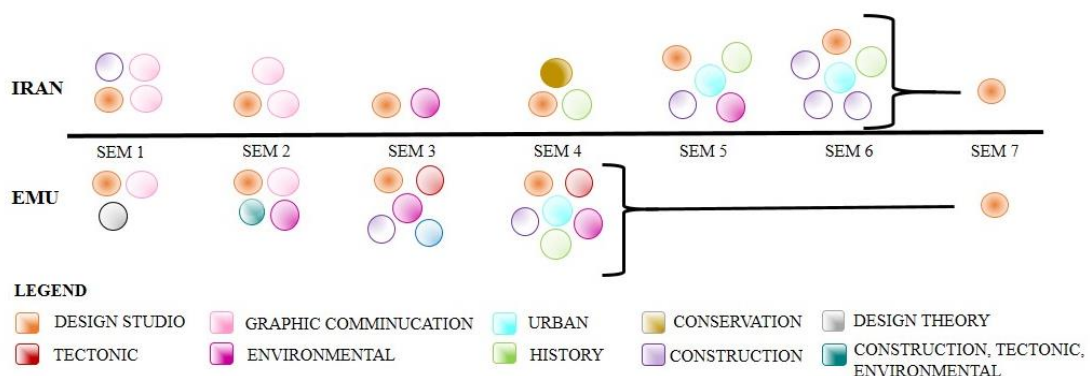 IRAN
SEM 1 SEM 2 SEM 3 SEM 4 SEM 5 SEM 6 SEM 7
EMU
LEGEND
DESIGN STUDIO GRAPHIC COMMINUCATION URBAN CONSERVATION DESIGN THEORY
TECTONIC ENVIRONMENTAL HISTORY CONSTRUCTION CONSTRUCTION, TECTONIC,
ENVIRONMENTAL